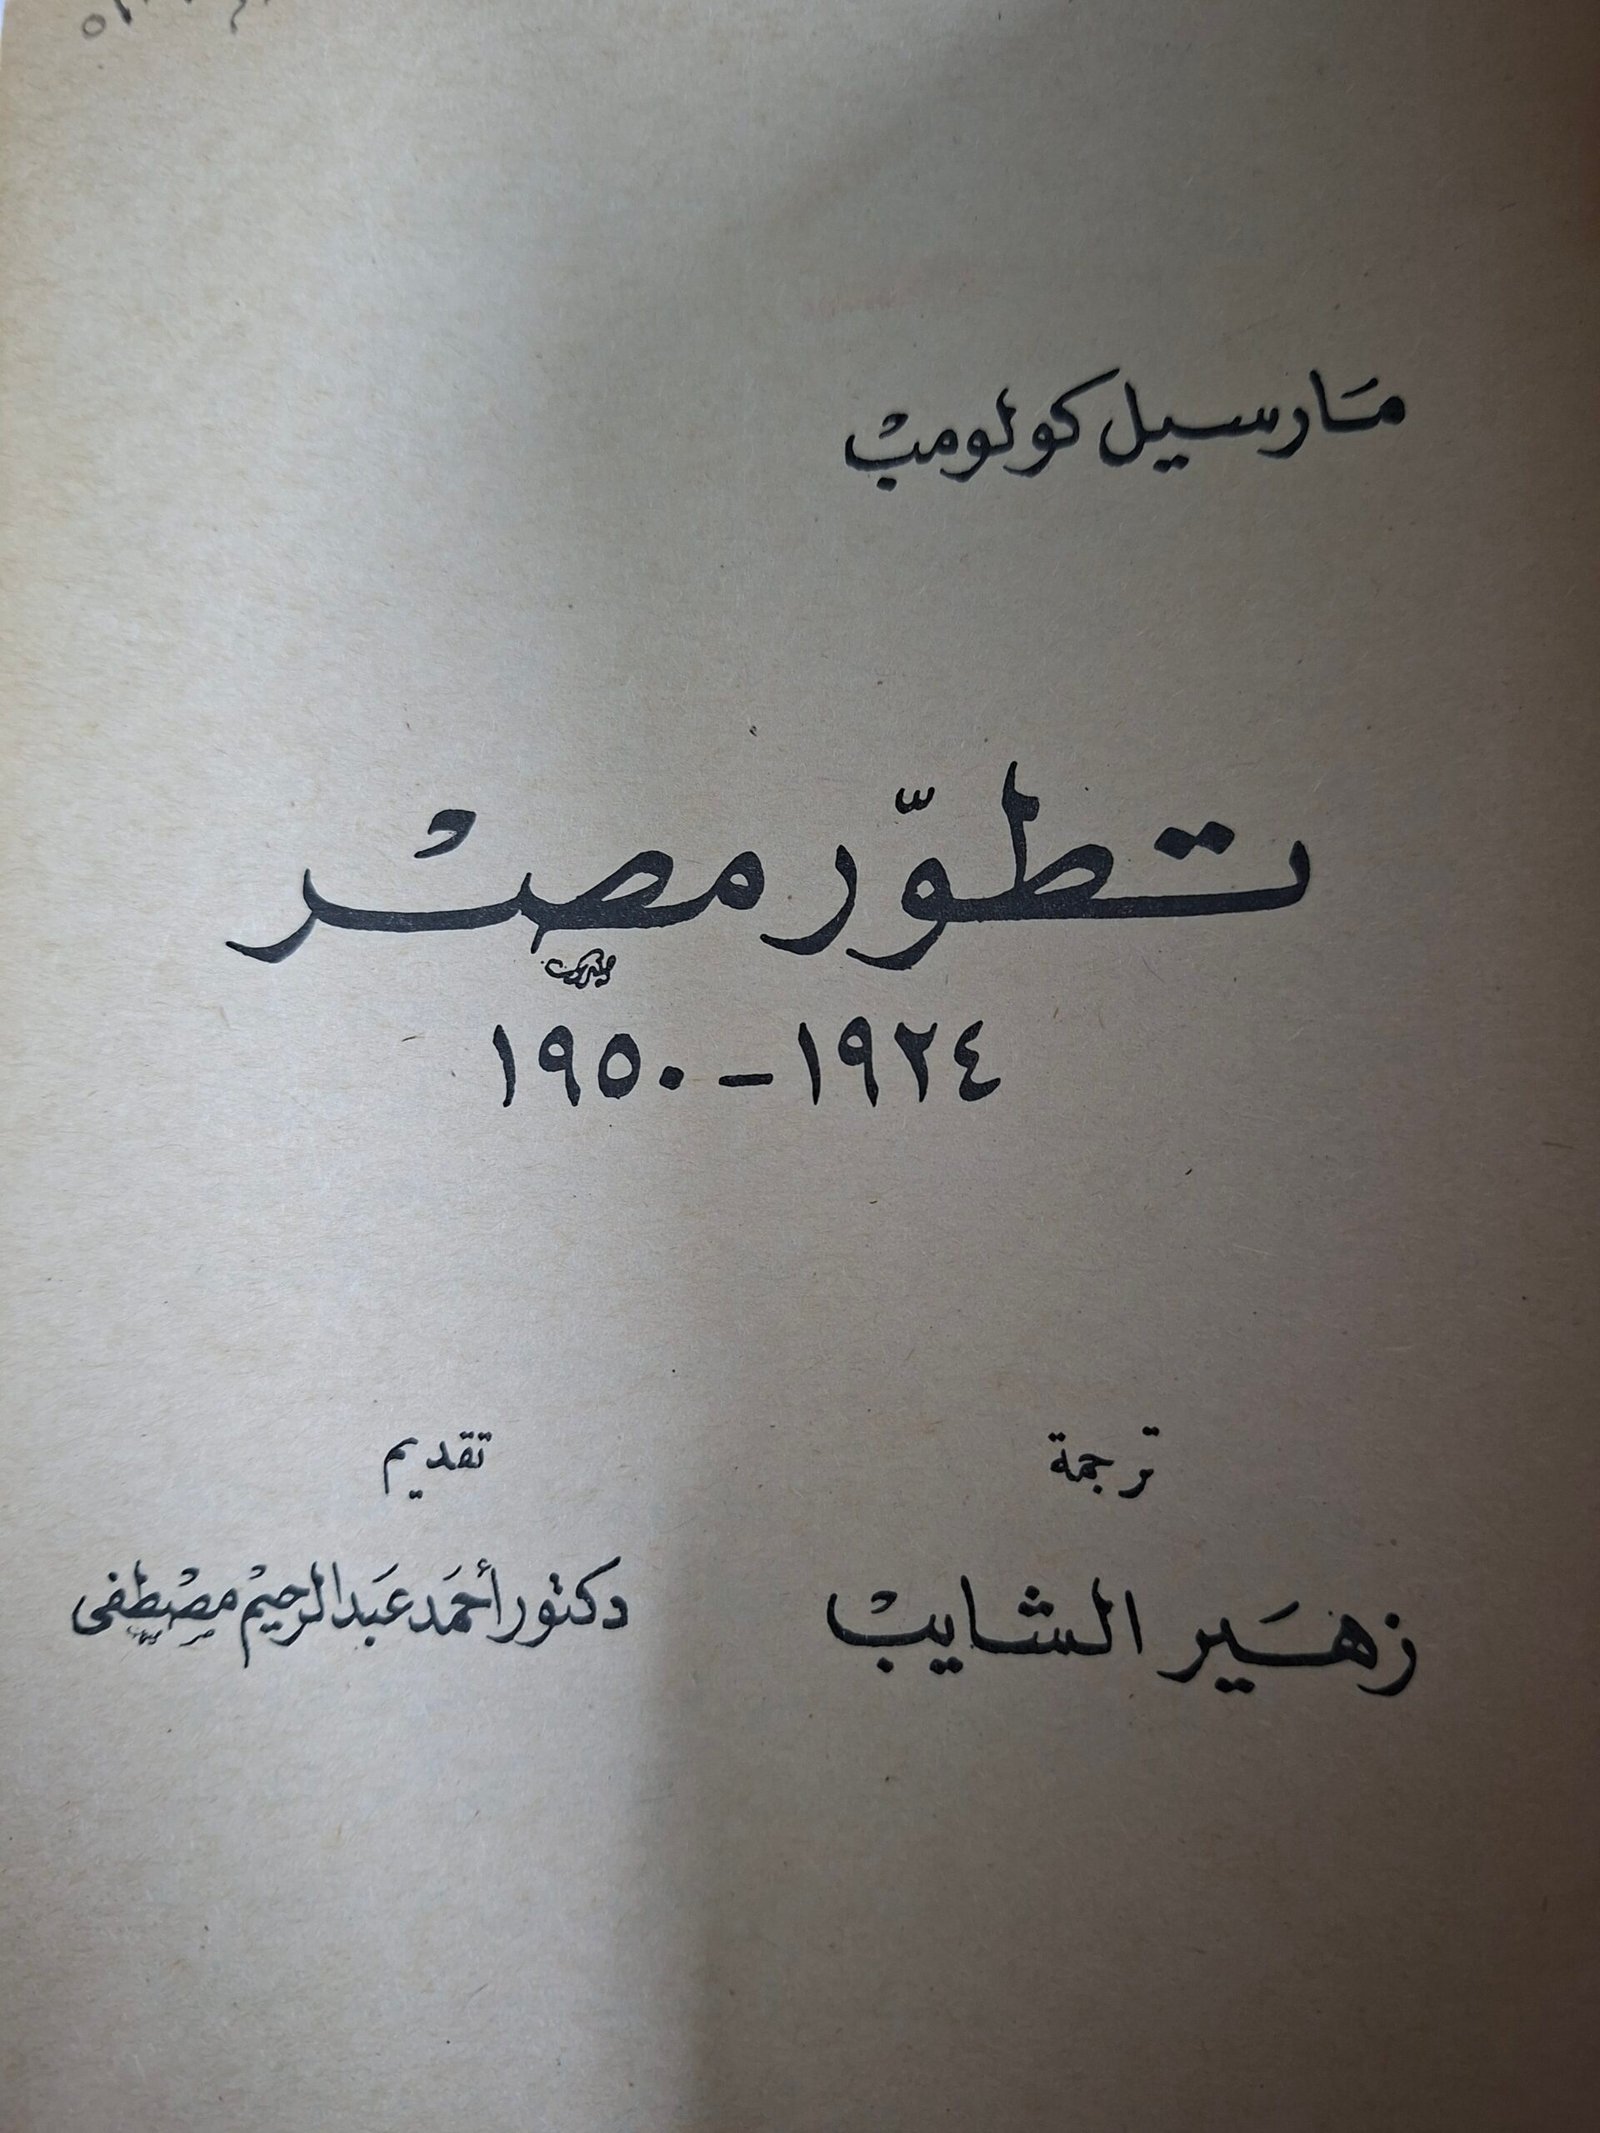 مارسيل كولومب
تطوّر مصر
١٩٢٤ - ١٩٥٠
ترجمة
زهير الشايب
تقديم
دكتور أحمد عبد الرحيم مصطفى